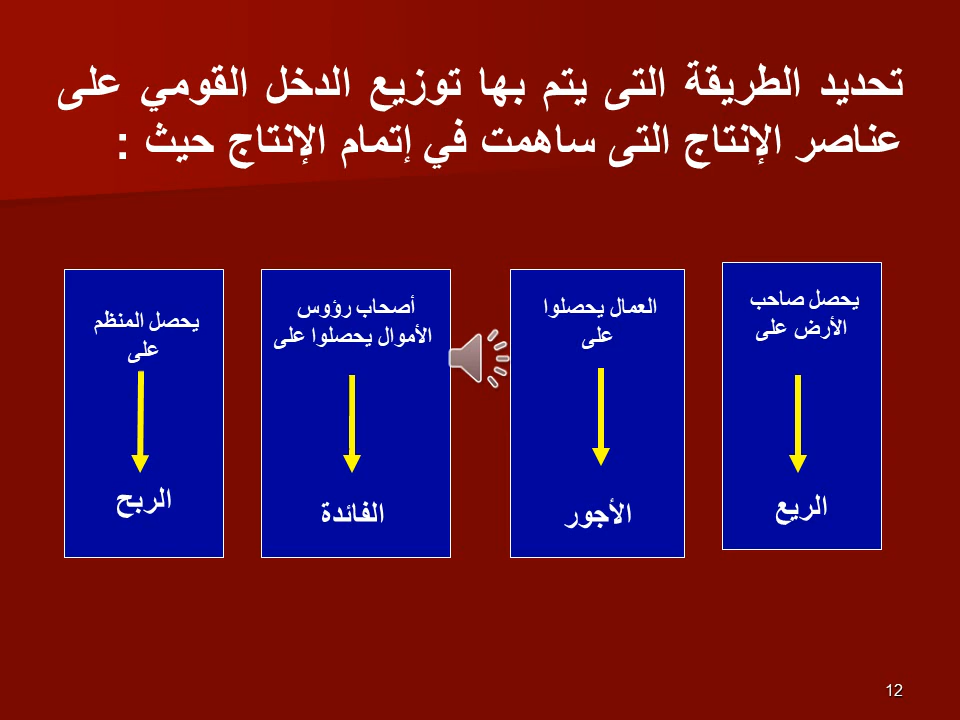 تحديد الطريقة التى يتم بها توزيع الدخل القومي على
عناصر الإنتاج التى ساهمت في إتمام الإنتاج حيث :
يحصل صاحب
الأرض على
الريع
العمال يحصلوا
على
الأجور
أصحاب رؤوس
الأموال يحصلوا على
الفائدة
يحصل المنظم
على
الربح
12